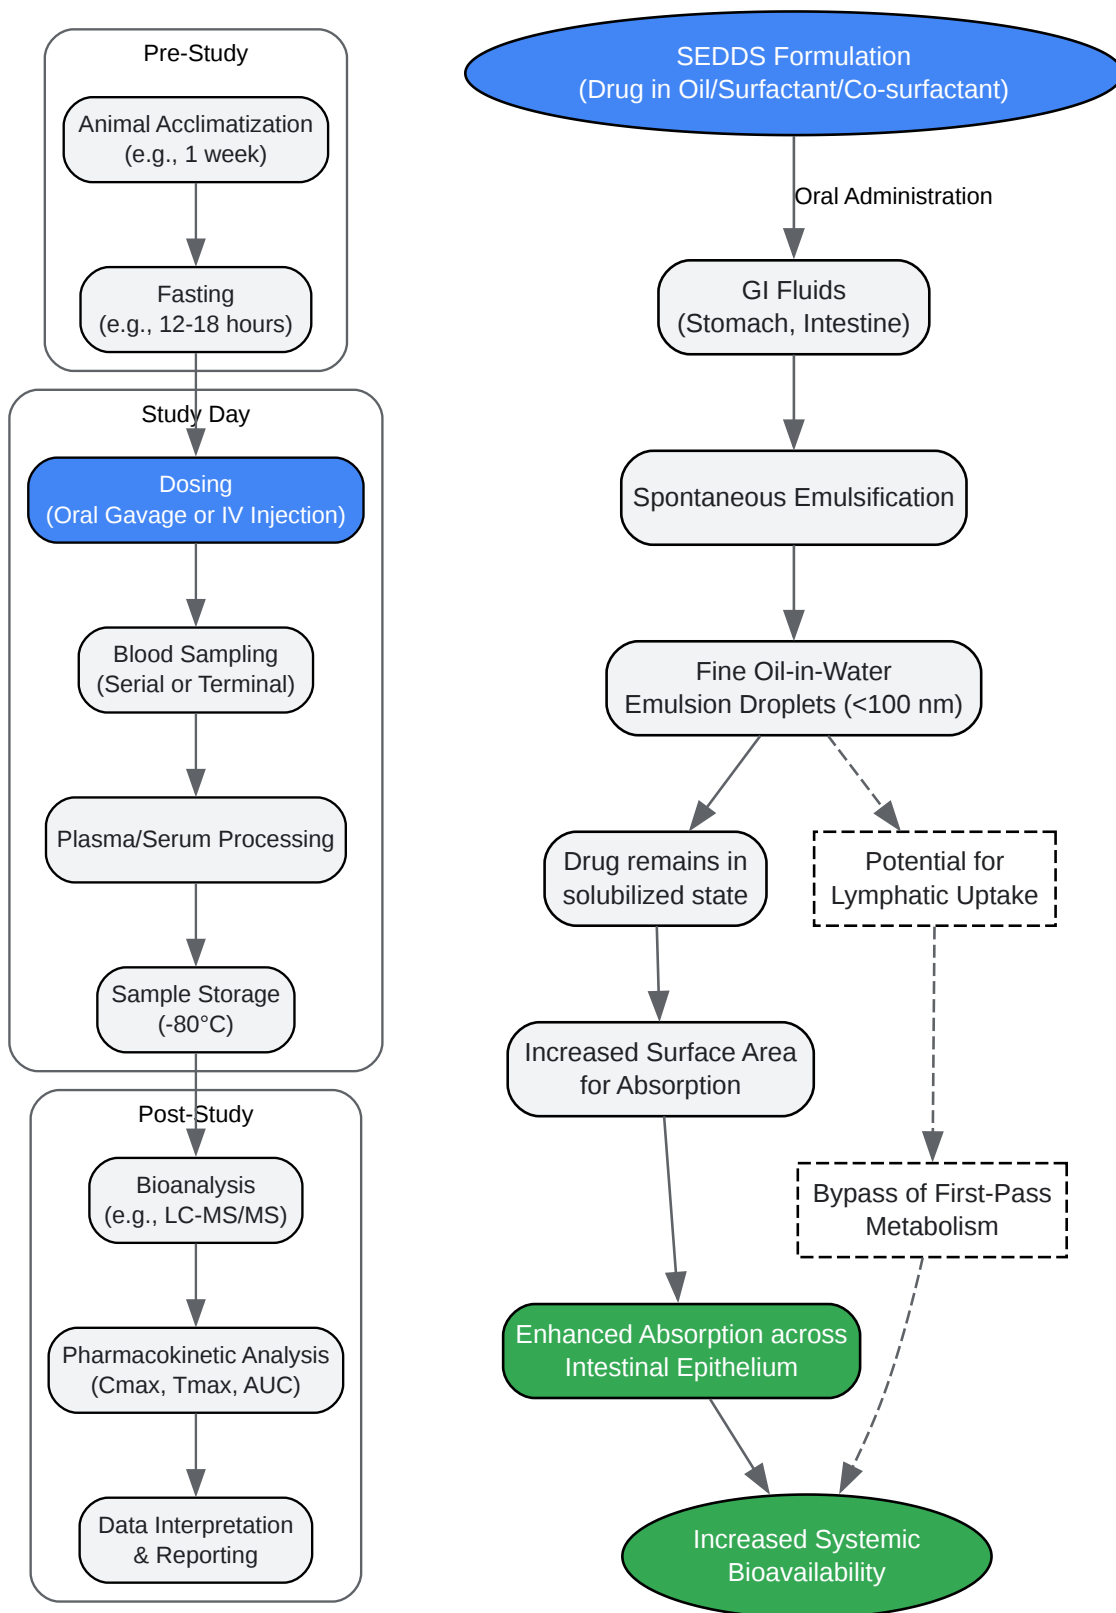 Pre-Study
Animal Acclimatization
(e.g., 1 week)
Fasting
(e.g., 12-18 hours)
Study Day
Dosing
(Oral Gavage or IV Injection)
Blood Sampling
(Serial or Terminal)
Plasma/Serum Processing
Sample Storage
(-80°C)
Post-Study
Bioanalysis
(e.g., LC-MS/MS)
Pharmacokinetic Analysis
(Cmax, Tmax, AUC)
Data Interpretation
& Reporting
SEDDS Formulation
(Drug in Oil/Surfactant/Co-surfactant)
Oral Administration
GI Fluids
(Stomach, Intestine)
Spontaneous Emulsification
Fine Oil-in-Water
Emulsion Droplets (<100 nm)
Drug remains in
solubilized state
Potential for
Lymphatic Uptake
Increased Surface Area
for Absorption
Bypass of First-Pass
Metabolism
Enhanced Absorption across
Intestinal Epithelium
Increased Systemic
Bioavailability